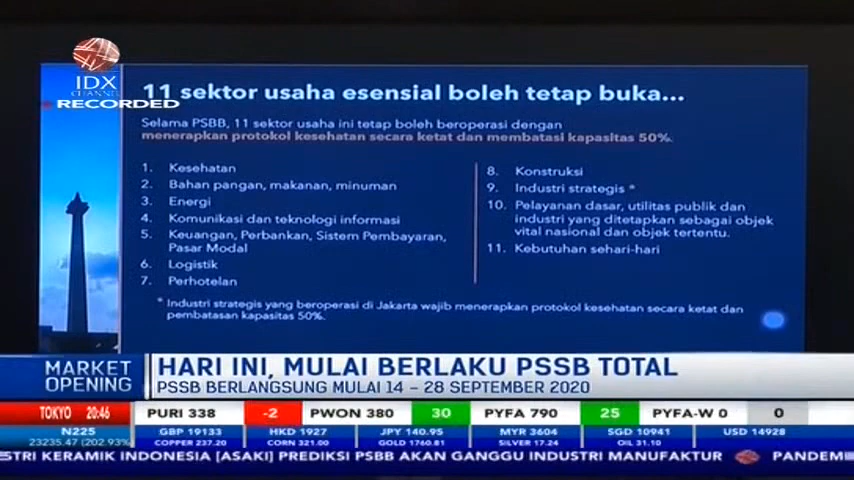 IDX
CHANNEL
RECORDED
11 sektor usaha esensial boleh tetap buka...
Selama PSBB, 11 sektor usaha ini tetap boleh beroperasi dengan
menerapkan protokol kesehatan secara ketat dan membatasi kapasitas 50%.
1. Kesehatan
2. Bahan pangan, makanan, minuman
3. Energi
4. Komunikasi dan teknologi informasi
5. Keuangan, Perbankan, Sistem Pembayaran,
Pasar Modal
6. Logistik
7. Perhotelan
8. Konstruksi
9. Industri strategis *
10. Pelayanan dasar, utilitas publik dan
industri yang ditetapkan sebagai objek
vital nasional dan objek tertentu.
11. Kebutuhan sehari-hari
* Industri strategis yang beroperasi di Jakarta wajib menerapkan protokol kesehatan secara ketat dan
pembatasan kapasitas 50%.
MARKET
OPENING
HARI INI, MULAI BERLAKU PSSB TOTAL
PSSB BERLANGSUNG MULAI 14 – 28 SEPTEMBER 2020
TOKYO 20:46 PURI 338 -2 PWON 380 30 PYFA 790 25 PYFA-W 0 0
N225 GBP 19133 HKD 1927 JPY 140.95 MYR 3604 SGD 10941 USD 14928
23235.47 (202.93%) COPPER 237.20 CORN 321.00 GOLD 1760.81 SILVER 17.24 OIL 31.10
STRI KERAMIK INDONESIA [ASAKI] PREDIKSI PSBB AKAN GANGGU INDUSTRI MANUFAKTUR PANDEMI